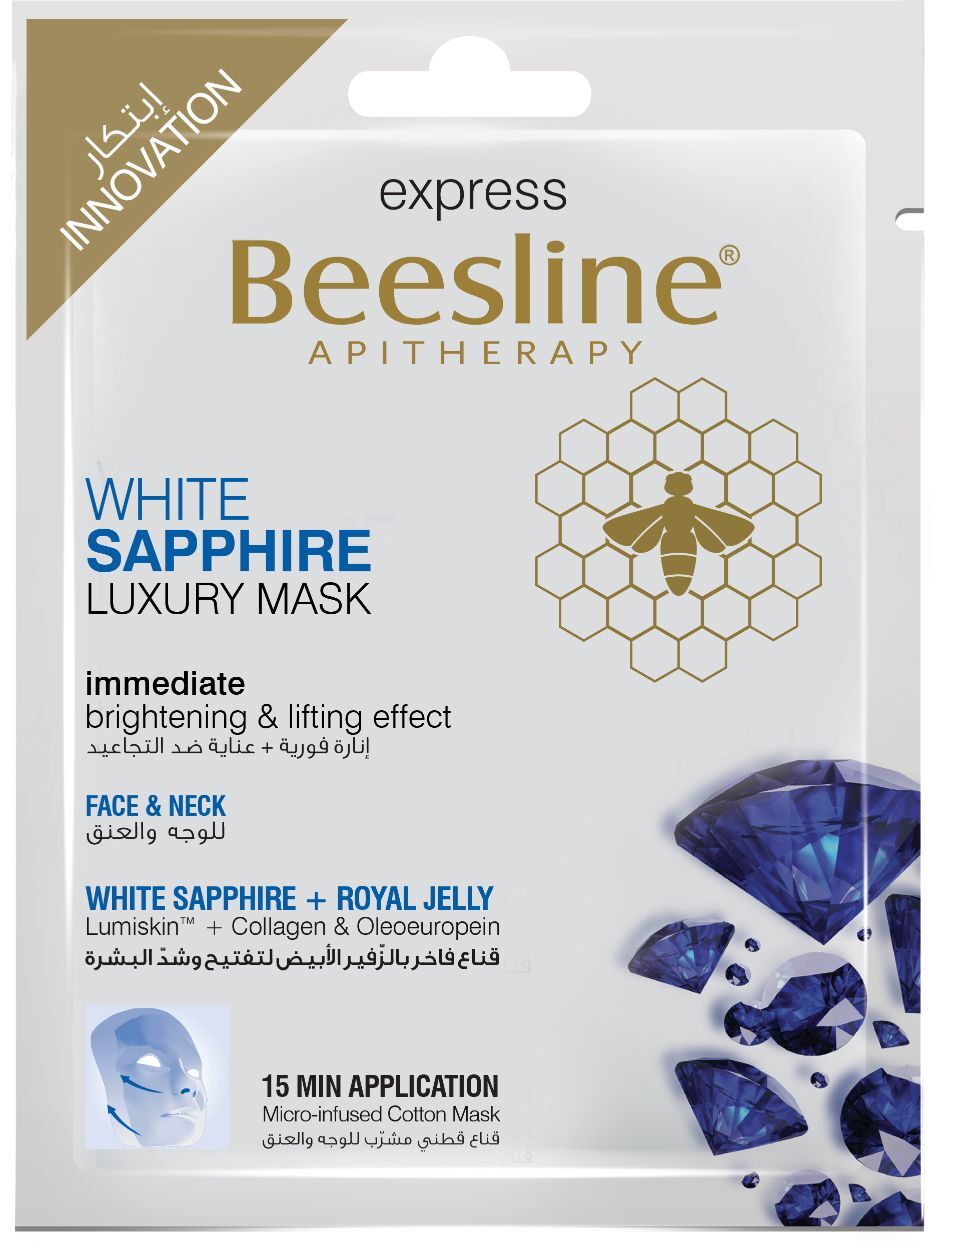 إبتكار
INNOVATION
express
Beesline®
APITHERAPY
WHITE
SAPPHIRE
LUXURY MASK
immediate
brightening & lifting effect
إنارة فورية + عناية ضد التجاعيد
FACE & NECK
للوجه والعنق
WHITE SAPPHIRE + ROYAL JELLY
Lumiskin™ + Collagen & Oleoeuropein
قناع فاخر بالزّفير الأبيض لتفتيح وشدّ البشرة
15 MIN APPLICATION
Micro-infused Cotton Mask
قناع قطني مشرّب للوجه والعنق